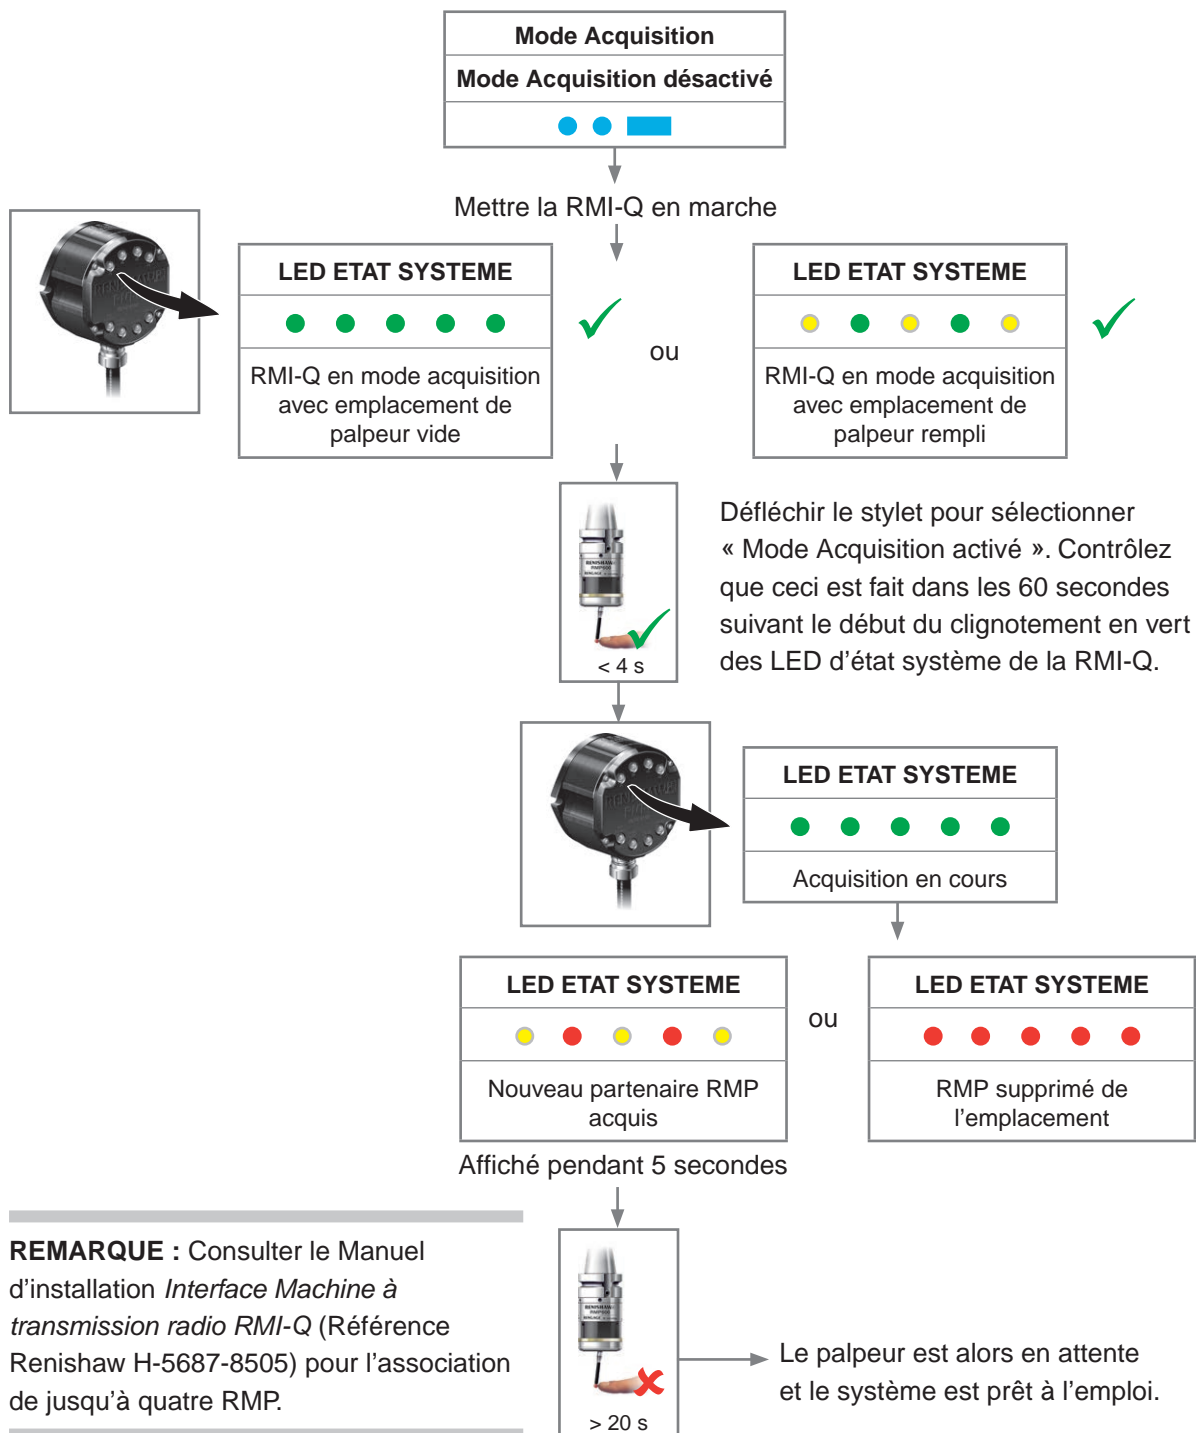 Mode Acquisition
Mode Acquisition désactivé
Mettre la RMI-Q en marche
LED ETAT SYSTEME
RMI-Q en mode acquisition
avec emplacement de
palpeur vide
ou
LED ETAT SYSTEME
RMI-Q en mode acquisition
avec emplacement de
palpeur rempli
RENISHAW
RMP600
< 4 s
Défléchir le stylet pour sélectionner
« Mode Acquisition activé ». Contrôlez
que ceci est fait dans les 60 secondes
suivant le début du clignotement en vert
des LED d’état système de la RMI-Q.
LED ETAT SYSTEME
Acquisition en cours
LED ETAT SYSTEME
Nouveau partenaire RMP
acquis
ou
LED ETAT SYSTEME
RMP supprimé de
l’emplacement
Affiché pendant 5 secondes
REMARQUE : Consulter le Manuel
d’installation Interface Machine à
transmission radio RMI-Q (Référence
Renishaw H-5687-8505) pour l’association
de jusqu’à quatre RMP.
RENISHAW
RMP600
> 20 s
Le palpeur est alors en attente
et le système est prêt à l’emploi.